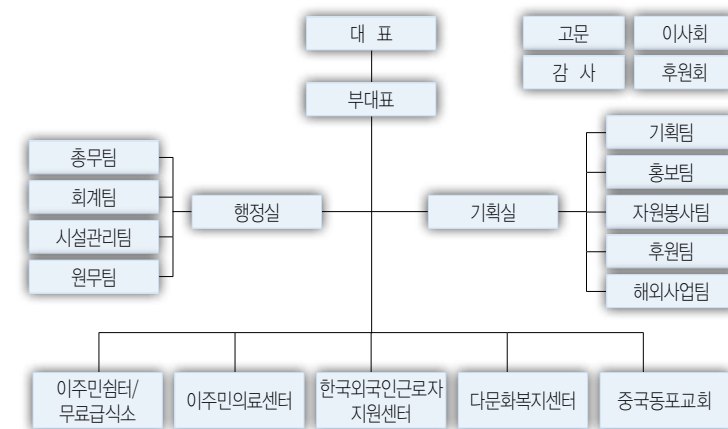 대 표
고문
이사회
감 사
후원회
부대표
총무팀
회계팀
시설관리팀
원무팀
행정실
기획실
기획팀
홍보팀
자원봉사팀
후원팀
해외사업팀
이주민쉼터/
무료급식소
이주민의료센터
한국외국인근로자
지원센터
다문화복지센터
중국동포교회